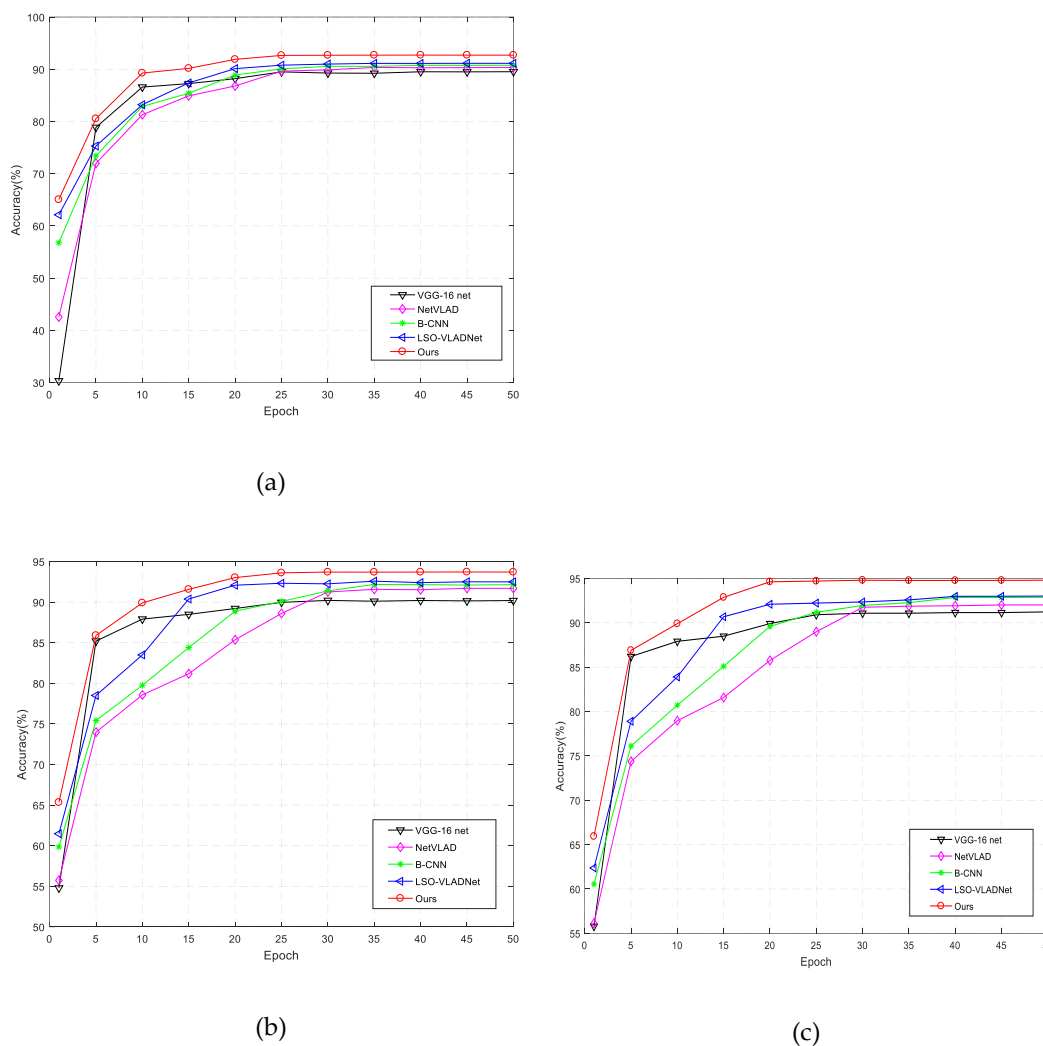 100
90
80
70
60
50
40
30
Accuracy(%)
0 5 10 15 20 25 30 35 40 45 50
Epoch
VGG-16 net
NetVLAD
B-CNN
LSO-VLADNet
Ours
(a)
95
90
85
80
75
70
65
60
55
50
Accuracy(%)
0 5 10 15 20 25 30 35 40 45 50
Epoch
VGG-16 net
NetVLAD
B-CNN
LSO-VLADNet
Ours
(b)
95
90
85
80
75
70
65
60
55
Accuracy(%)
0 5 10 15 20 25 30 35 40 45
Epoch
VGG-16 net
NetVLAD
B-CNN
LSO-VLADNet
Ours
(c)